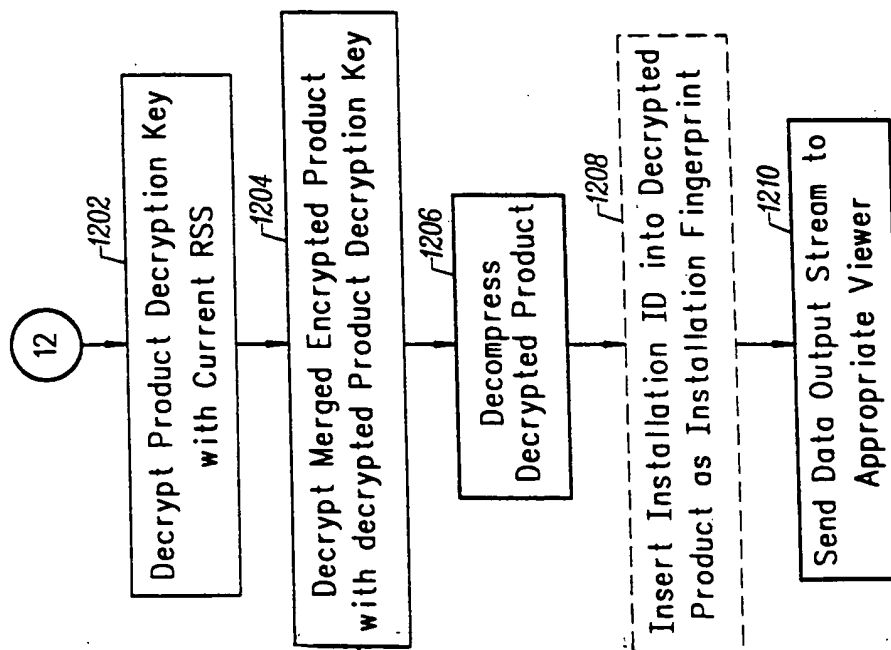 12
1202
Decrypt Product Decryption Key
with Current RSS
1204
Decrypt Merged Encrypted Product
with decrypted Product Decryption Key
1206
Decompress
Decrypted Product
1208
Insert Installation ID into Decrypted
Product as Installation Fingerprint
1210
Send Data Output Stream to
Appropriate Viewer